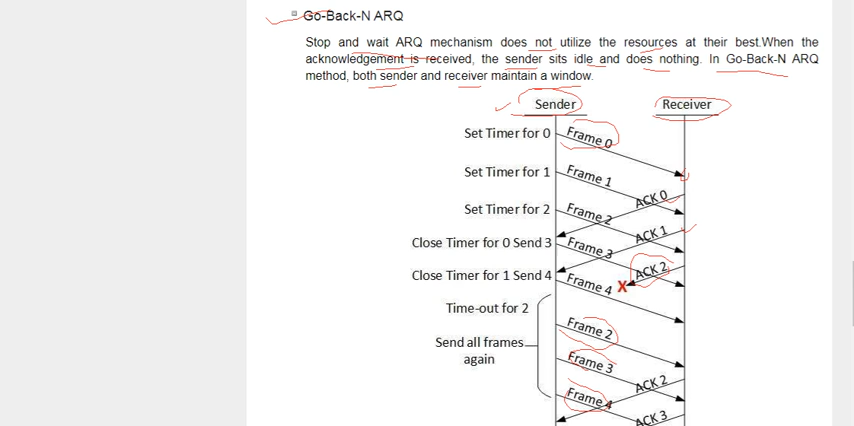 Go-Back-N ARQ
Stop and wait ARQ mechanism does not utilize the resources at their best.When the
acknowledgement is received, the sender sits idle and does nothing. In Go-Back-N ARQ
method, both sender and receiver maintain a window.
Sender Receiver
Set Timer for 0 Frame 0
Set Timer for 1 Frame 1
ACK 0
Set Timer for 2 Frame 2
ACK 1
Close Timer for 0 Send 3 Frame 3
ACK 2
Close Timer for 1 Send 4 Frame 4 X
Time-out for 2
Frame 2
Send all frames
again
Frame 3
ACK 2
Frame 4
ACK 3